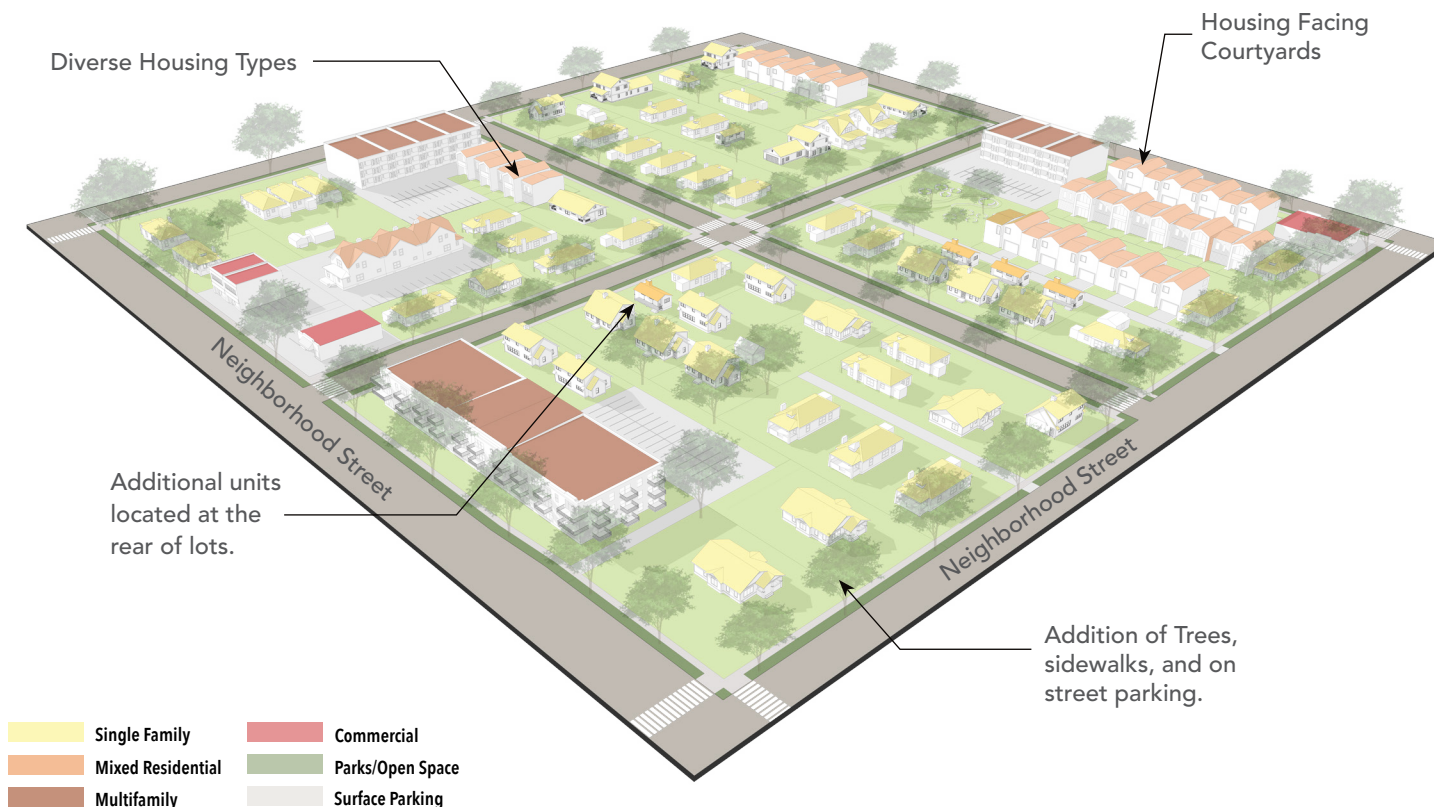 Diverse Housing Types
Housing Facing
Courtyards
Neighborhood Street
Additional units
located at the
rear of lots.
Neighborhood Street
Addition of Trees,
sidewalks, and on
street parking.
Single Family
Mixed Residential
Multifamily
Commercial
Parks/Open Space
Surface Parking